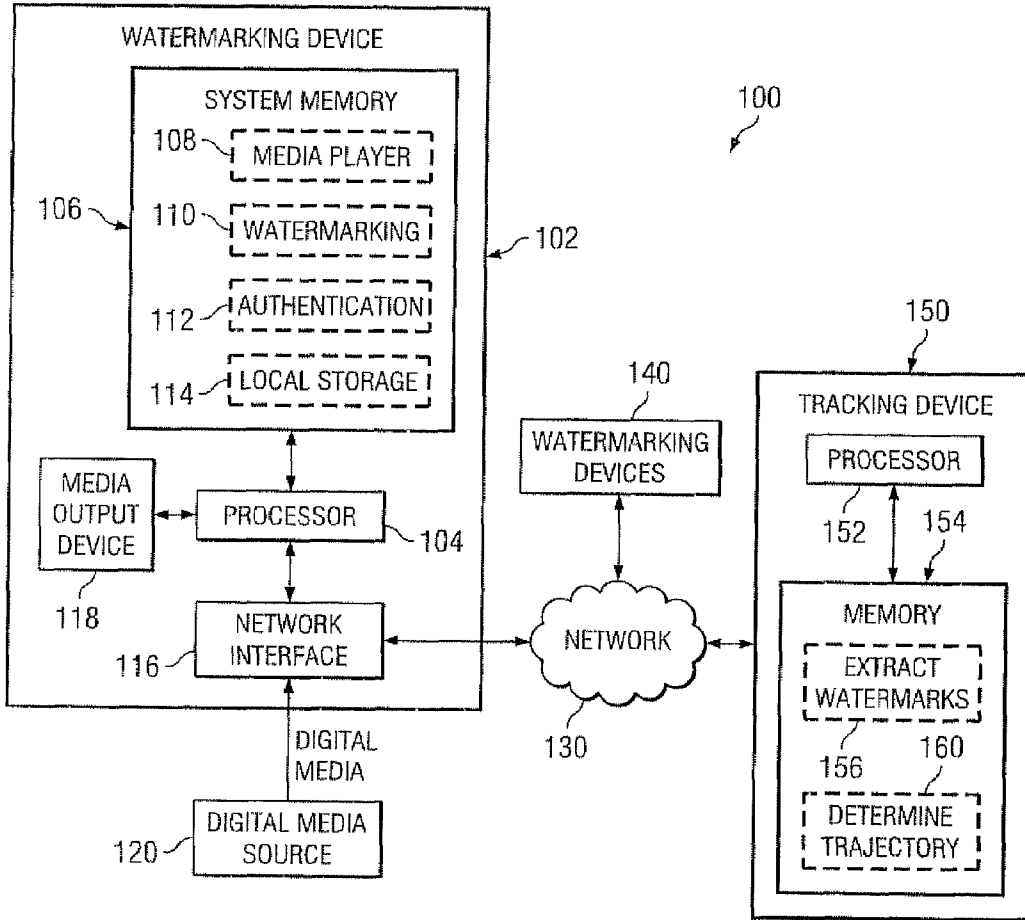 WATERMARKING DEVICE
SYSTEM MEMORY
108
MEDIA PLAYER
100
106
110
WATERMARKING
102
112
AUTHENTICATION
114
LOCAL STORAGE
150
140
TRACKING DEVICE
WATERMARKING
DEVICES
PROCESSOR
152
154
MEDIA
OUTPUT
DEVICE
118
PROCESSOR
104
MEMORY
NETWORK
INTERFACE
116
NETWORK
130
EXTRACT
WATERMARKS
156
160
DIGITAL
MEDIA
DETERMINE
TRAJECTORY
DIGITAL MEDIA
SOURCE
120